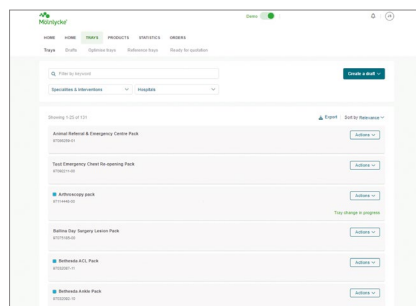 Mölnlycke
Demo
HOME HOME TRAYS PRODUCTS STATISTICS ORDERS
Trays Drafts Optimise trays Reference trays Ready for quotation
Filter by keyword
Create a draft
Specialities & Interventions Hospitals
Showing 1-25 of 131
Export Sort by Relevance
Animal Referral & Emergency Centre Pack
Actions
Emergency Chest Re-opening Pack
Actions
Arthroscopy pack
Actions
Tray change in progress
Ballina Day Surgery Lesion Pack
Actions
Bethesda ACL Pack
Actions
Bethesda Ankle Pack
Actions